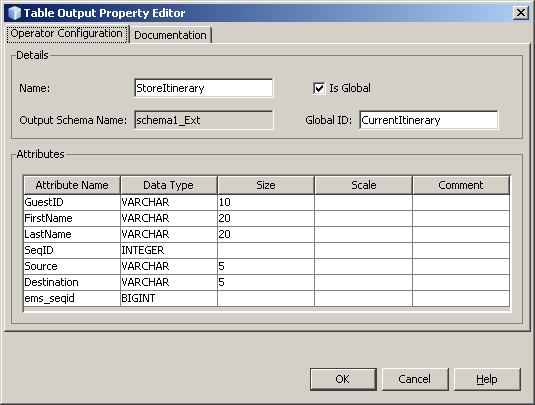 Table Output Property Editor
Operator Configuration Documentation
Details
Name: StoreItinerary Is Global
Output Schema Name: schema1_Ext Global ID: CurrentItinerary
Attributes
Attribute Name Data Type Size Scale Comment
GuestID VARCHAR 10
FirstName VARCHAR 20
LastName VARCHAR 20
SeqID INTEGER
Source VARCHAR 5
Destination VARCHAR 5
ems_seqid BIGINT
OK Cancel Help